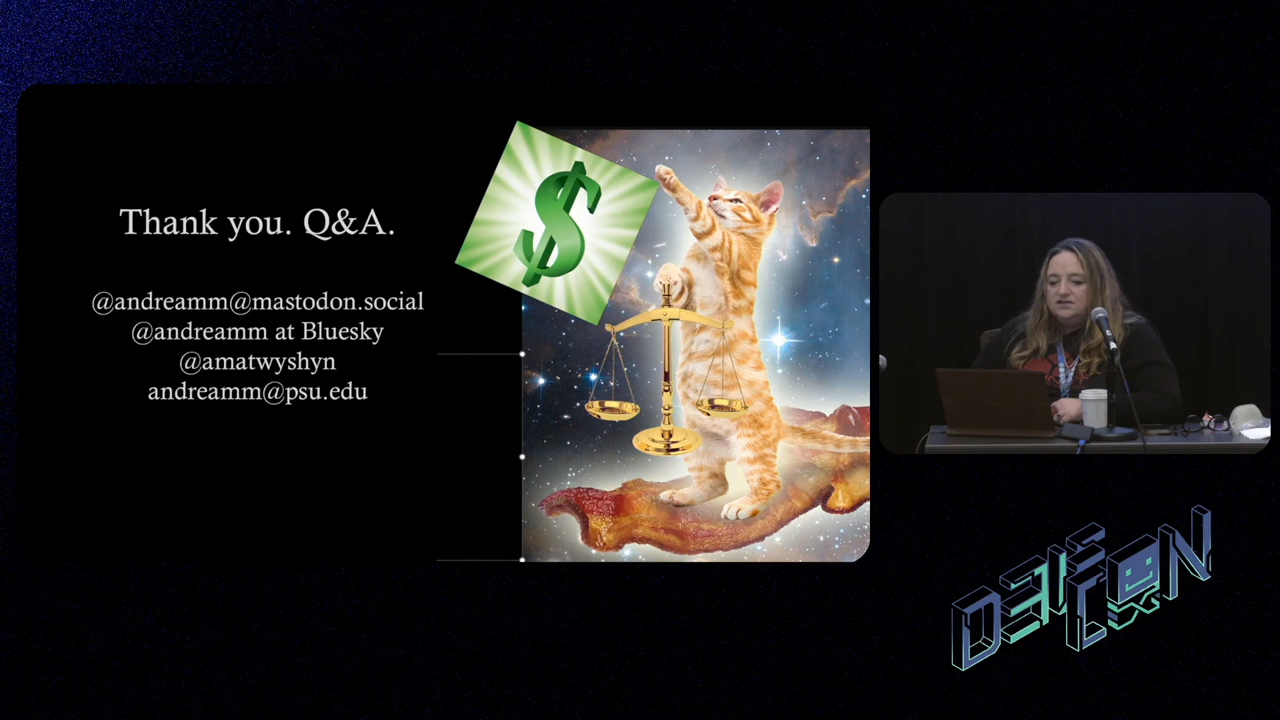 Thank you. Q&A.
@andreamm@mastodon.social
@andreamm at Bluesky
@amatwyshyn
andreamm@psu.edu
$
DEF
CON